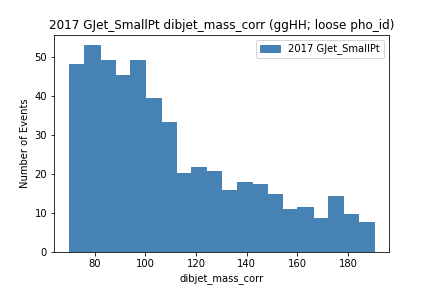 2017 GJet_SmallPt dibjet_mass_corr (ggHH; loose pho_id)
2017 GJet_SmallPt
Number of Events
50
40
30
20
10
0
80 100 120 140 160 180
dibjet_mass_corr